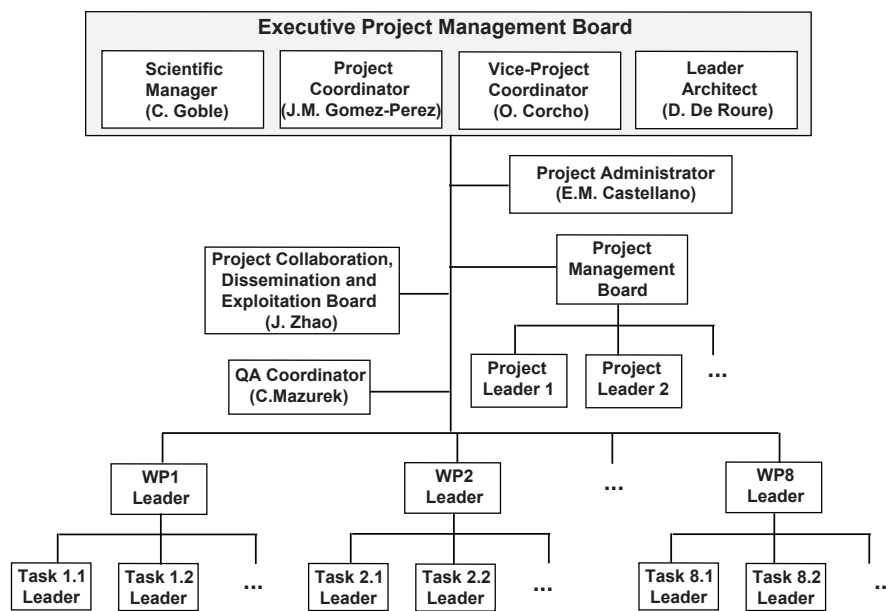 Executive Project Management Board
Scientific
Manager
(C. Goble)
Project
Coordinator
(J.M. Gomez-Perez)
Vice-Project
Coordinator
(O. Corcho)
Leader
Architect
(D. De Roure)
Project Administrator
(E.M. Castellano)
Project Collaboration,
Dissemination and
Exploitation Board
(J. Zhao)
Project
Management
Board
Project
Leader 1
Project
Leader 2
...
QA Coordinator
(C.Mazurek)
WP1
Leader
WP2
Leader
...
WP8
Leader
Task 1.1
Leader
Task 1.2
Leader
...
Task 2.1
Leader
Task 2.2
Leader
...
Task 8.1
Leader
Task 8.2
Leader
...